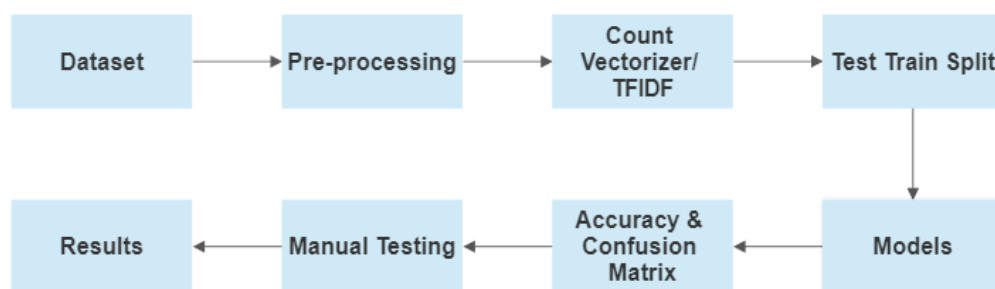 Dataset
Pre-processing
Count
Vectorizer/
TFIDF
Test Train Split
Results
Manual Testing
Accuracy &
Confusion
Matrix
Models